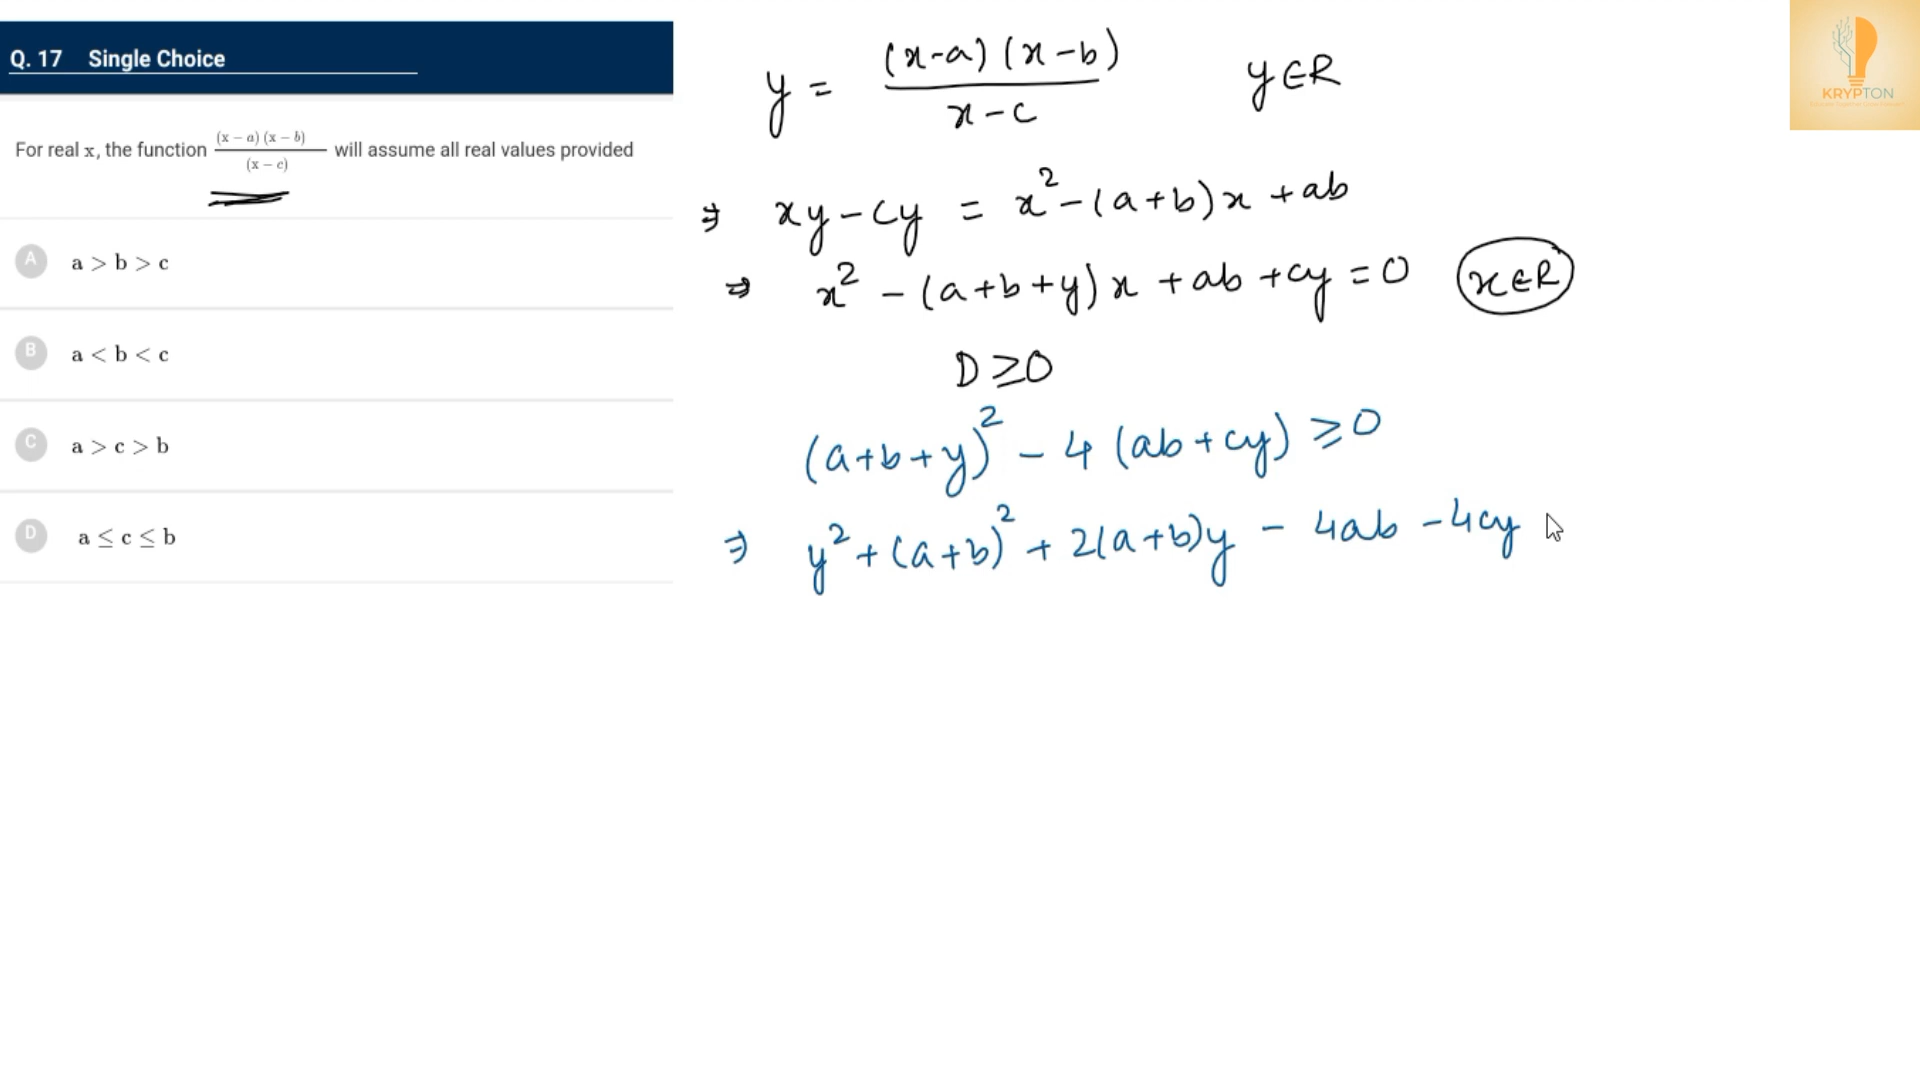 Q. 17 Single Choice
For real x, the function (x – a) (x – b) / (x – c) will assume all real values provided
A a > b > c
B a < b < c
C a > c > b
D a ≤ c ≤ b
y = (x-a) (x-b) / x-c y∈R
⇒ xy - cy = x² - (a+b)x + ab
⇒ x² - (a+b+y)x + ab + cy = 0 x∈R
D ≥ 0
(a+b+y)² - 4 (ab + cy) ≥ 0
⇒ y² + (a+b)² + 2(a+b)y - 4ab - 4cy
KRYPTON